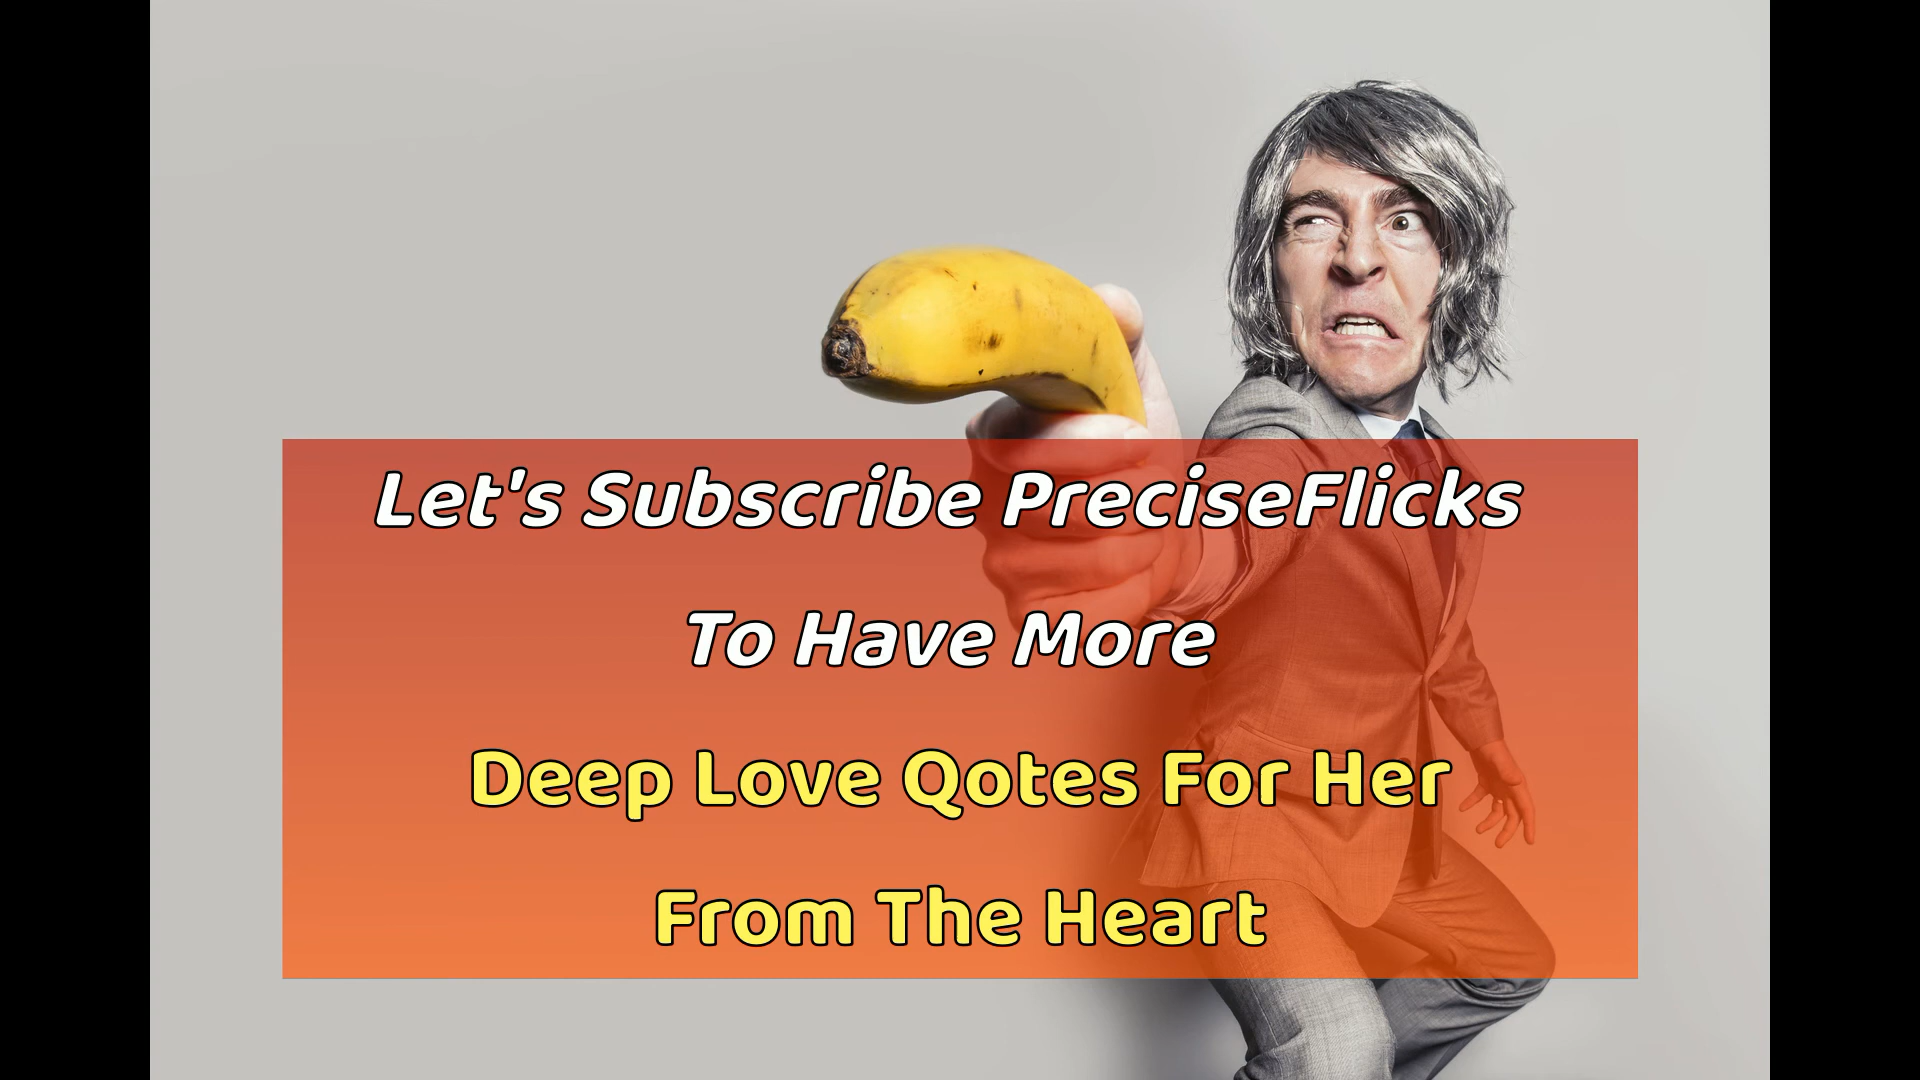 Let's Subscribe PreciseFlicks
To Have More
Deep Love Qotes For Her
From The Heart